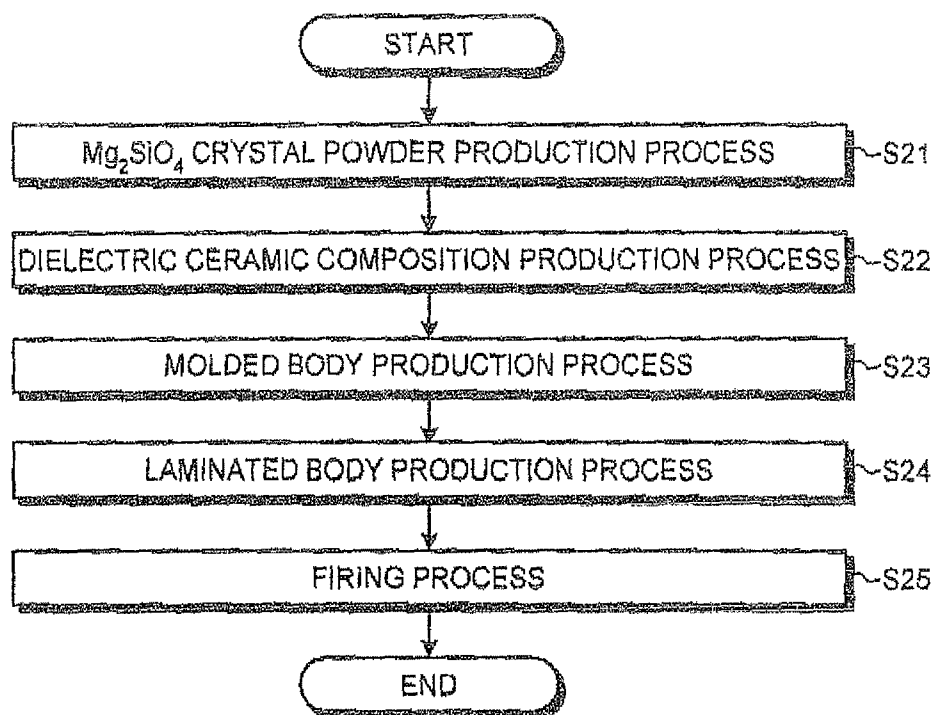 START
Mg₂SiO₄ CRYSTAL POWDER PRODUCTION PROCESS S21
DIELECTRIC CERAMIC COMPOSITION PRODUCTION PROCESS S22
MOLDED BODY PRODUCTION PROCESS S23
LAMINATED BODY PRODUCTION PROCESS S24
FIRING PROCESS S25
END